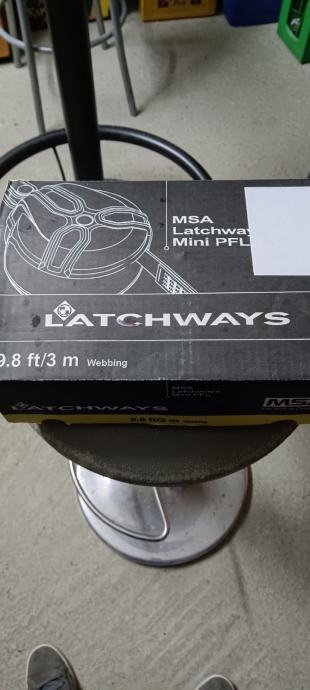 MSA
Latchway
Mini PFL
LATCHWAYS
9.8 ft/3 m Webbing
MSA
Latchways
Mini PFL
LATCHWAYS
9.8 ft/3 m Webbing
MSA